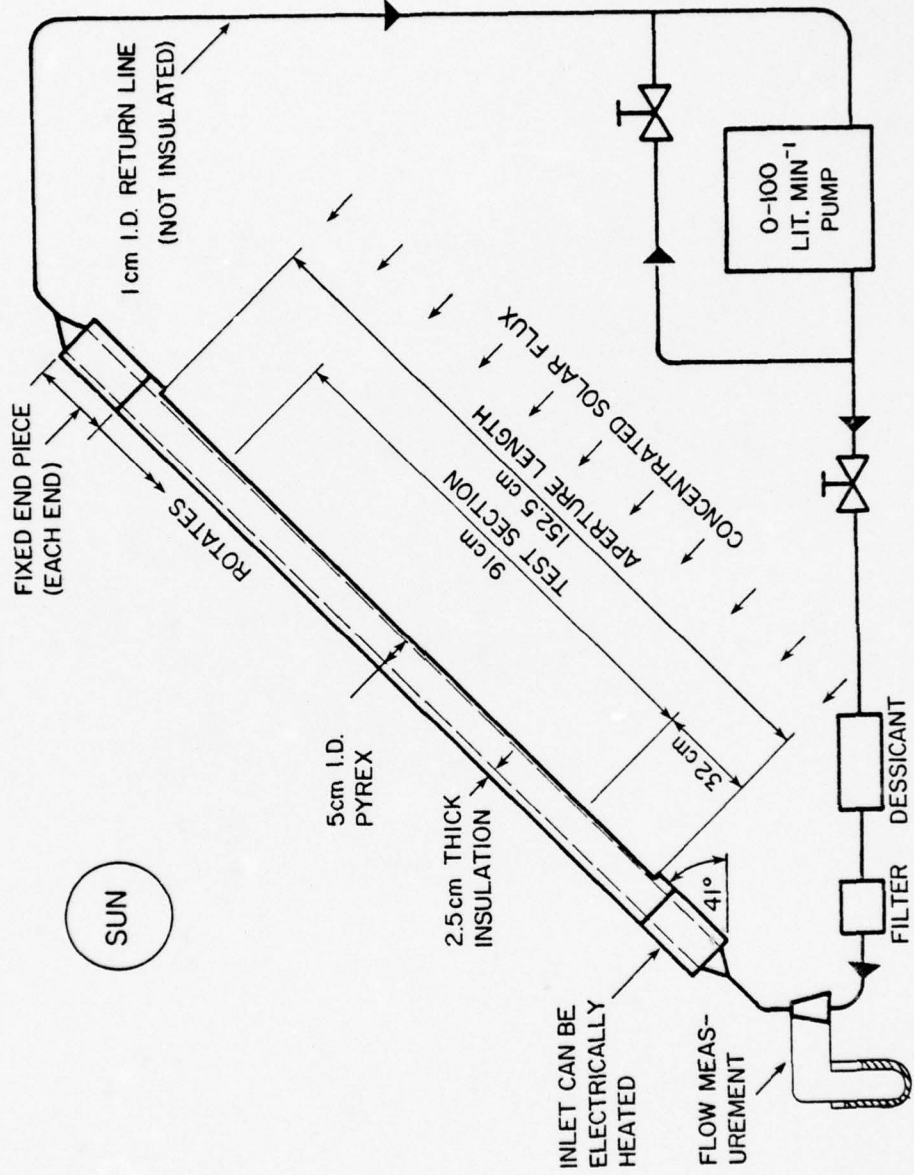 SUN
FIXED END PIECE
(EACH END)
ROTATES
1cm I.D. RETURN LINE
(NOT INSULATED)
5cm I.D.
PYREX
2.5cm THICK
INSULATION
INLET CAN BE
ELECTRICALLY
HEATED
FLOW MEAS-
UREMENT
41°
32 cm
91 cm
TEST SECTION
152.5 cm
APERTURE LENGTH
CONCENTRATED SOLAR FLUX
FILTER
DESSICANT
0-100
LIT. MIN⁻¹
PUMP